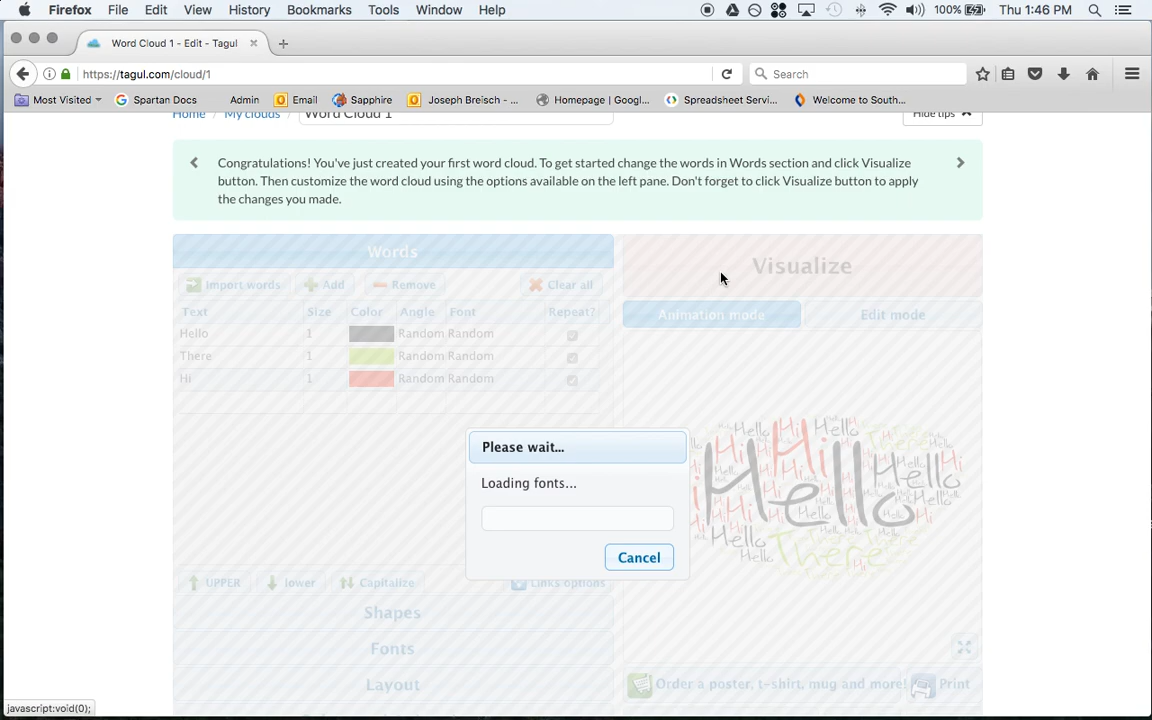 Firefox File Edit View History Bookmarks Tools Window Help 100% Thu 1:46 PM
Word Cloud 1 - Edit - Tagul
https://tagul.com/cloud/1 Search
Most Visited Spartan Docs Admin Email Sapphire Joseph Breisch - ... Homepage | Googl... Spreadsheet Servi... Welcome to South...
Home / My clouds / Word Cloud 1 Hide tips
Congratulations! You've just created your first word cloud. To get started change the words in Words section and click Visualize
button. Then customize the word cloud using the options available on the left pane. Don't forget to click Visualize button to apply
the changes you made.
Words Visualize
Import words Add Remove Clear all
Animation mode Edit mode
Text Size Color Angle Font Repeat?
Hello 1 Random Random
There 1 Random Random
Hi 1 Random Random
Please wait...
Loading fonts...
Cancel
Hello
Hi
There
UPPER lower Capitalize Links options
Shapes
Fonts
Layout
Order a poster, t-shirt, mug and more! Print
javascript:void(0);